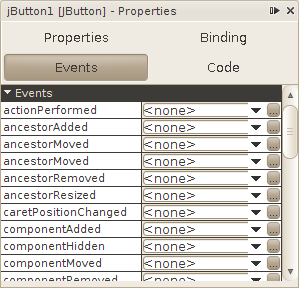 jButton1 [JButton] - Properties
Properties Binding
Events Code
Events
actionPerformed <none> ...
ancestorAdded <none> ...
ancestorMoved <none> ...
ancestorMoved <none> ...
ancestorRemoved <none> ...
ancestorResized <none> ...
caretPositionChanged <none> ...
componentAdded <none> ...
componentHidden <none> ...
componentMoved <none> ...
componentRemoved <none> ...